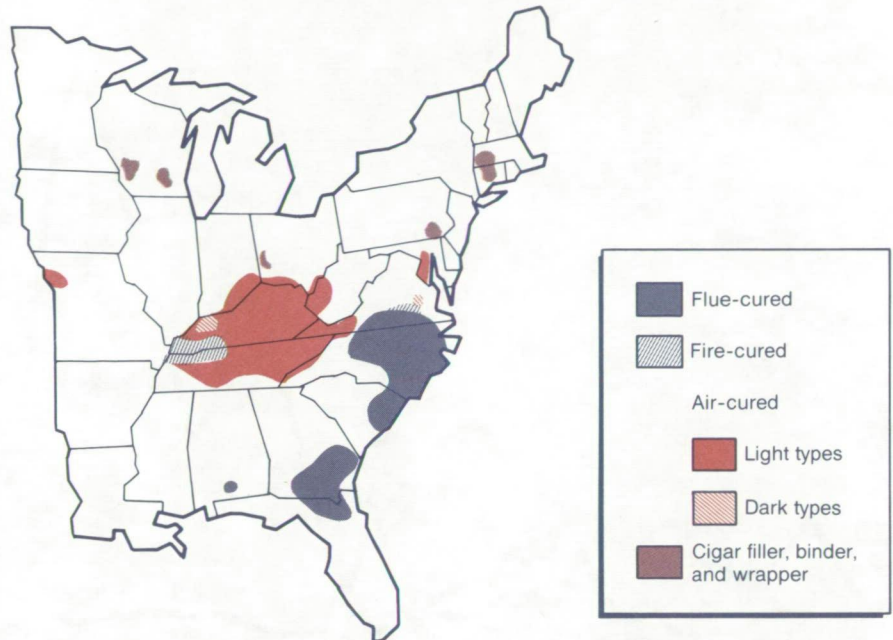 Flue-cured
Fire-cured
Air-cured
Light types
Dark types
Cigar filler, binder,
and wrapper